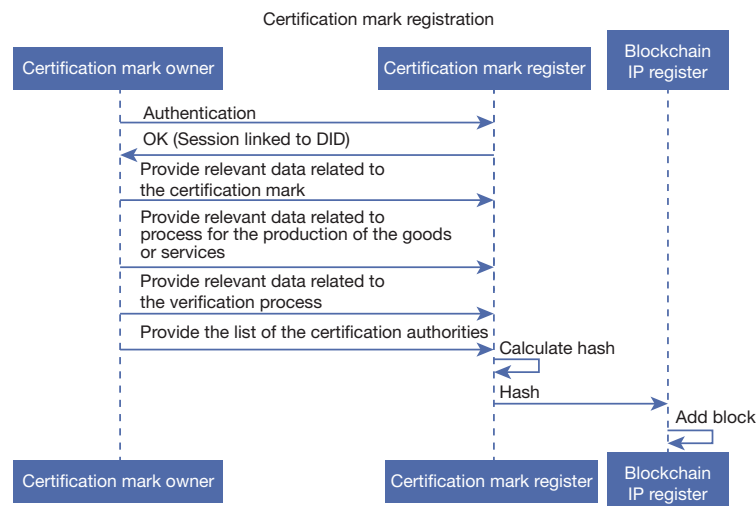 Certification mark registration
Certification mark owner
Certification mark register
Blockchain
IP register
Authentication
OK (Session linked to DID)
Provide relevant data related to
the certification mark
Provide relevant data related to
process for the production of the goods
or services
Provide relevant data related to
the verification process
Provide the list of the certification authorities
Calculate hash
Hash
Add block
Certification mark owner
Certification mark register
Blockchain
IP register